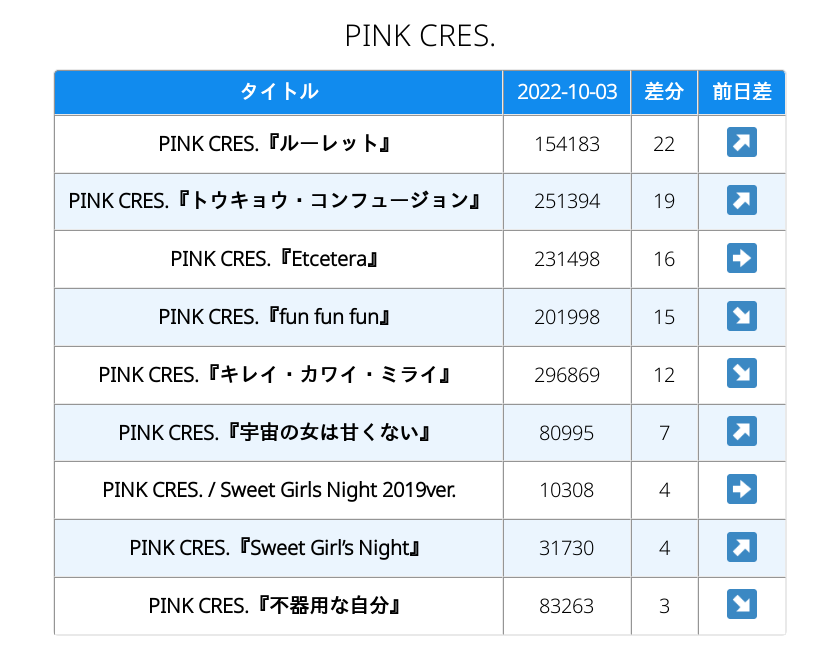 PINK CRES.
タイトル 2022-10-03 差分 前日差
PINK CRES.『ルーレット』 154183 22 ↗
PINK CRES.『トウキョウ・コンフュージョン』 251394 19 ↗
PINK CRES.『Etcetera』 231498 16 ➡
PINK CRES.『fun fun fun』 201998 15 ↘
PINK CRES.『キレイ・カワイ・ミライ』 296869 12 ↘
PINK CRES.『宇宙の女は甘くない』 80995 7 ↗
PINK CRES. / Sweet Girls Night 2019ver. 10308 4 ➡
PINK CRES.『Sweet Girl’s Night』 31730 4 ↗
PINK CRES.『不器用な自分』 83263 3 ↘